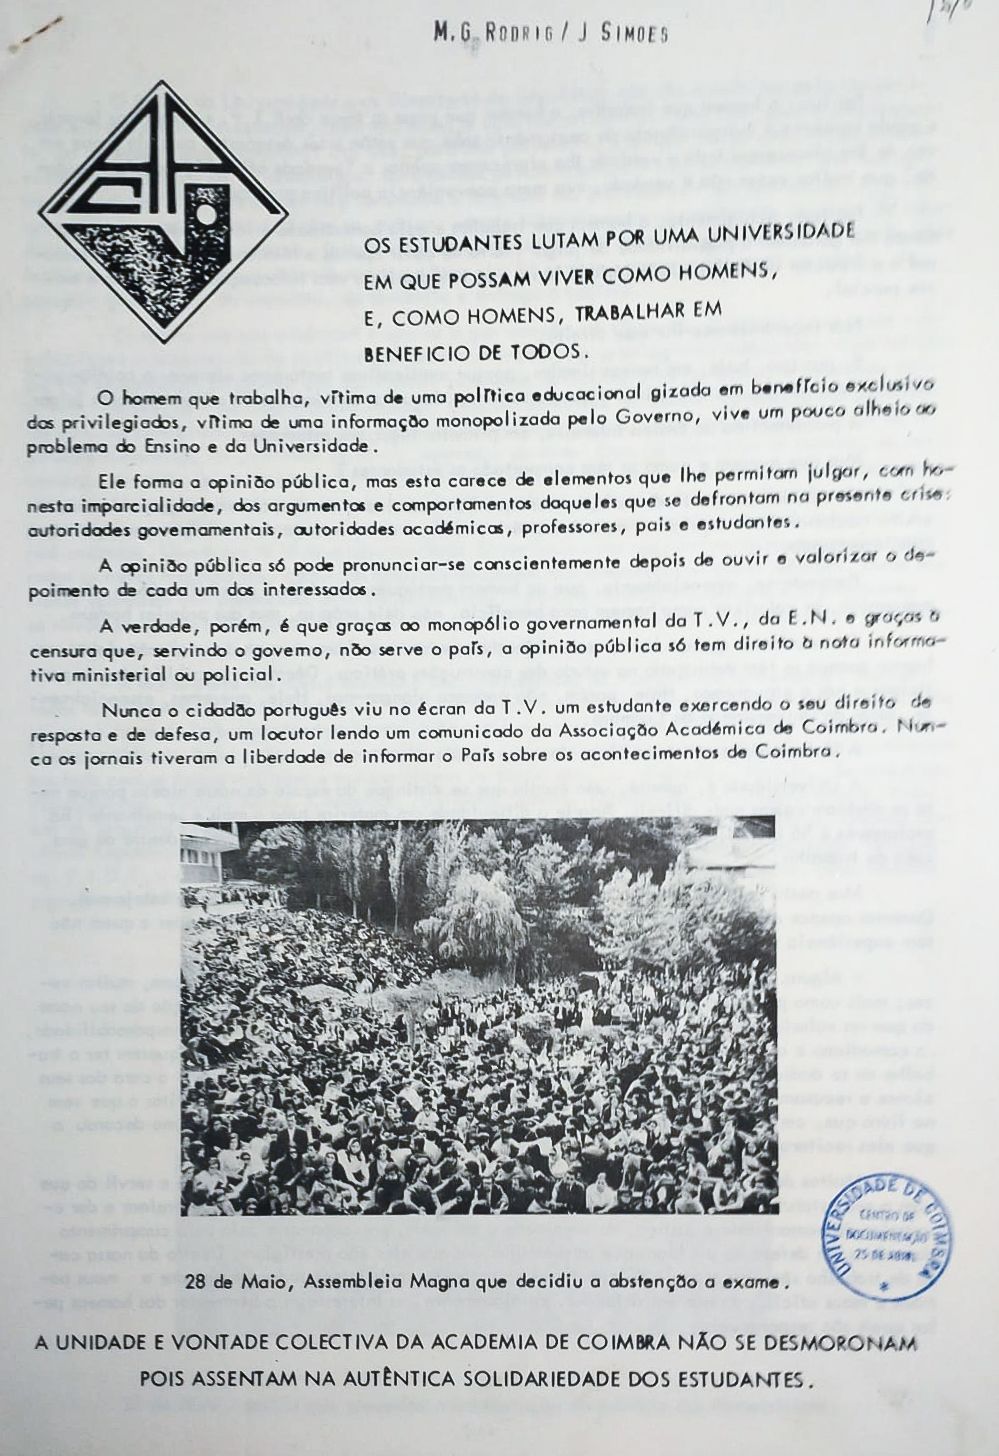 M.G. RODRIG / J SIMOES
AAC
OS ESTUDANTES LUTAM POR UMA UNIVERSIDADE
EM QUE POSSAM VIVER COMO HOMENS,
E, COMO HOMENS, TRABALHAR EM
BENEFICIO DE TODOS.
O homem que trabalha, vítima de uma política educacional gizada em benefício exclusivo
dos privilegiados, vítima de uma informação monopolizada pelo Governo, vive um pouco alheio ao
problema do Ensino e da Universidade.
Ele forma a opinião pública, mas esta carece de elementos que lhe permitam julgar, com ho-
nesta imparcialidade, dos argumentos e comportamentos daqueles que se defrontam na presente crise:
autoridades governamentais, autoridades académicas, professores, pais e estudantes.
A opinião pública só pode pronunciar-se conscientemente depois de ouvir e valorizar o de-
poimento de cada um dos interessados.
A verdade, porém, é que graças ao monopólio governamental da T.V., da E.N. e graças à
censura que, servindo o governo, não serve o país, a opinião pública só tem direito à nota informa-
tiva ministerial ou policial.
Nunca o cidadão português viu no écran da T.V. um estudante exercendo o seu direito de
resposta e de defesa, um locutor lendo um comunicado da Associação Académica de Coimbra. Nun-
ca os jornais tiveram a liberdade de informar o País sobre os acontecimentos de Coimbra.
UNIVERSIDADE DE COIMBRA
CENTRO DE
DOCUMENTAÇÃO
25 DE ABRIL
28 de Maio, Assembleia Magna que decidiu a abstenção a exame.
A UNIDADE E VONTADE COLECTIVA DA ACADEMIA DE COIMBRA NÃO SE DESMORONAM
POIS ASSENTAM NA AUTÊNTICA SOLIDARIEDADE DOS ESTUDANTES.